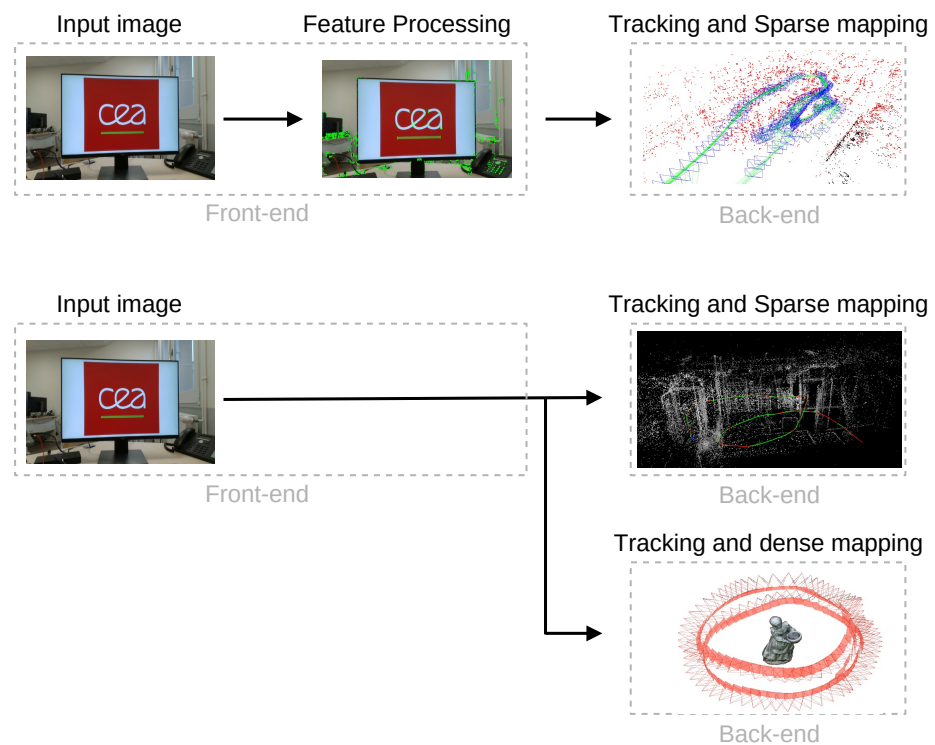 Input image
Feature Processing
Tracking and Sparse mapping
cea
cea
Front-end
Back-end
Input image
Tracking and Sparse mapping
cea
Front-end
Back-end
Tracking and dense mapping
Back-end